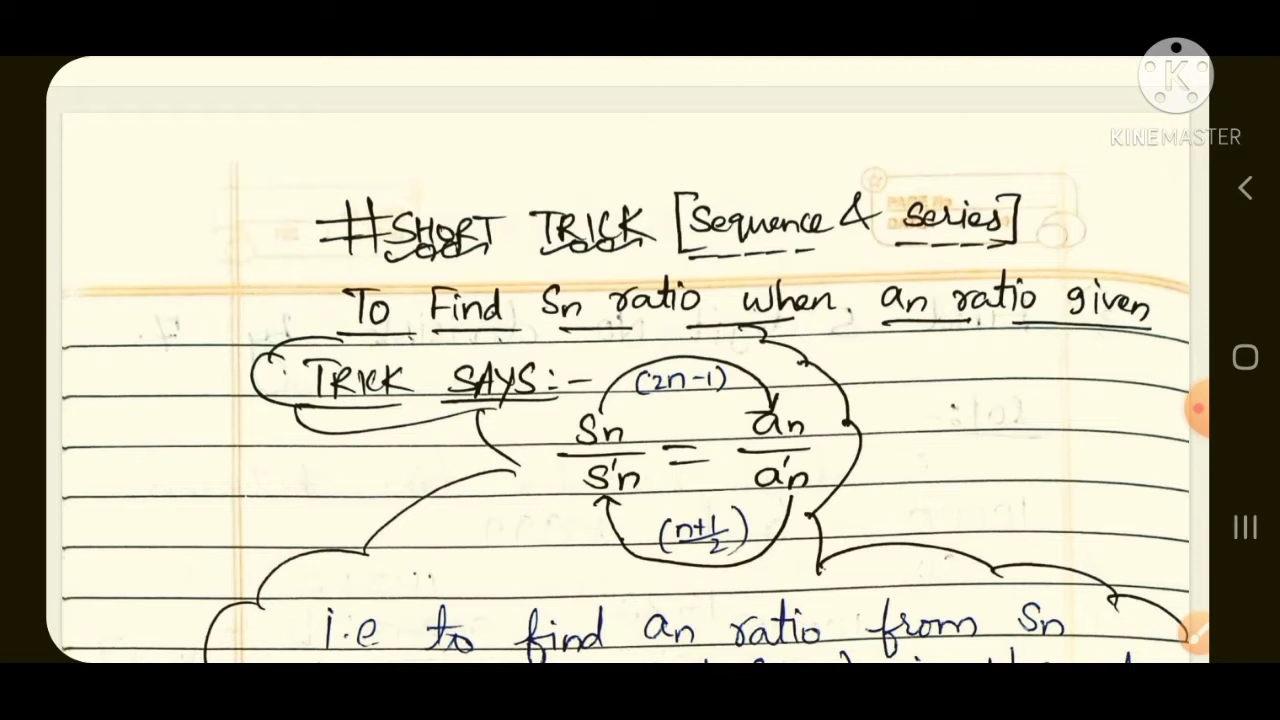 K
KINEMASTER
#SHORT TRICK [Sequence & Series]
To Find Sn ratio when an ratio given
TRICK SAYS:-
(2n-1)
Sn/S'n = an/a'n
(n+1/2)
i.e to find an ratio from Sn